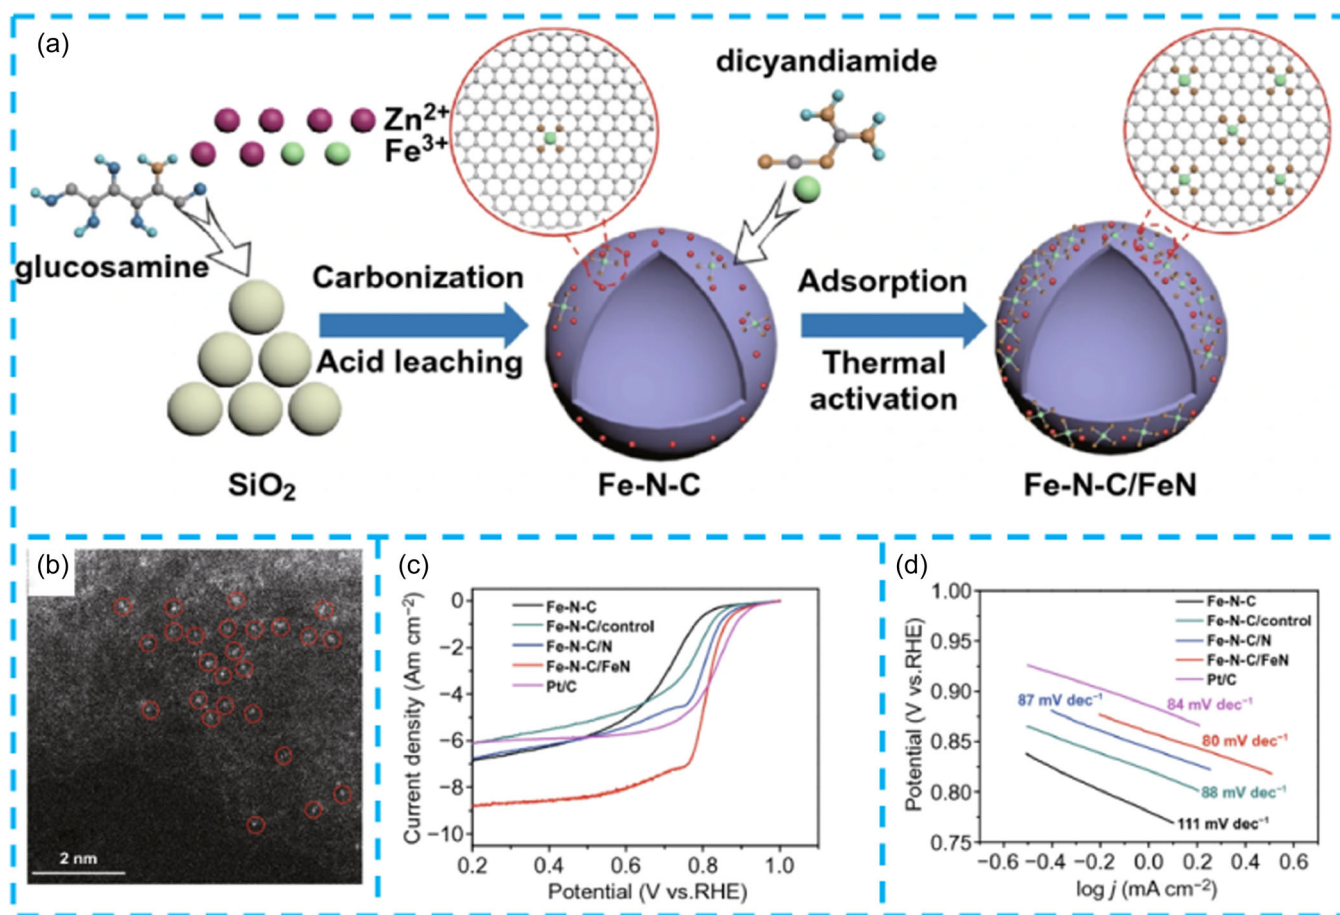 (a)
dicyandiamide
Zn2+
Fe3+
glucosamine
Carbonization
Acid leaching
Adsorption
Thermal
activation
SiO2
Fe-N-C
Fe-N-C/FeN
(b)
2 nm
(c)
0
−2
−4
−6
−8
−10
Current density (Am cm−2)
Fe-N-C
Fe-N-C/control
Fe-N-C/N
Fe-N-C/FeN
Pt/C
0.2
0.4
0.6
0.8
1.0
Potential (V vs.RHE)
(d)
1.00
0.95
0.90
0.85
0.80
0.75
Potential (V vs.RHE)
Fe-N-C
Fe-N-C/control
Fe-N-C/N
Fe-N-C/FeN
Pt/C
87 mV dec−1
84 mV dec−1
80 mV dec−1
88 mV dec−1
111 mV dec−1
−0.6 −0.4 −0.2 0.0 0.2 0.4 0.6
log j (mA cm−2)